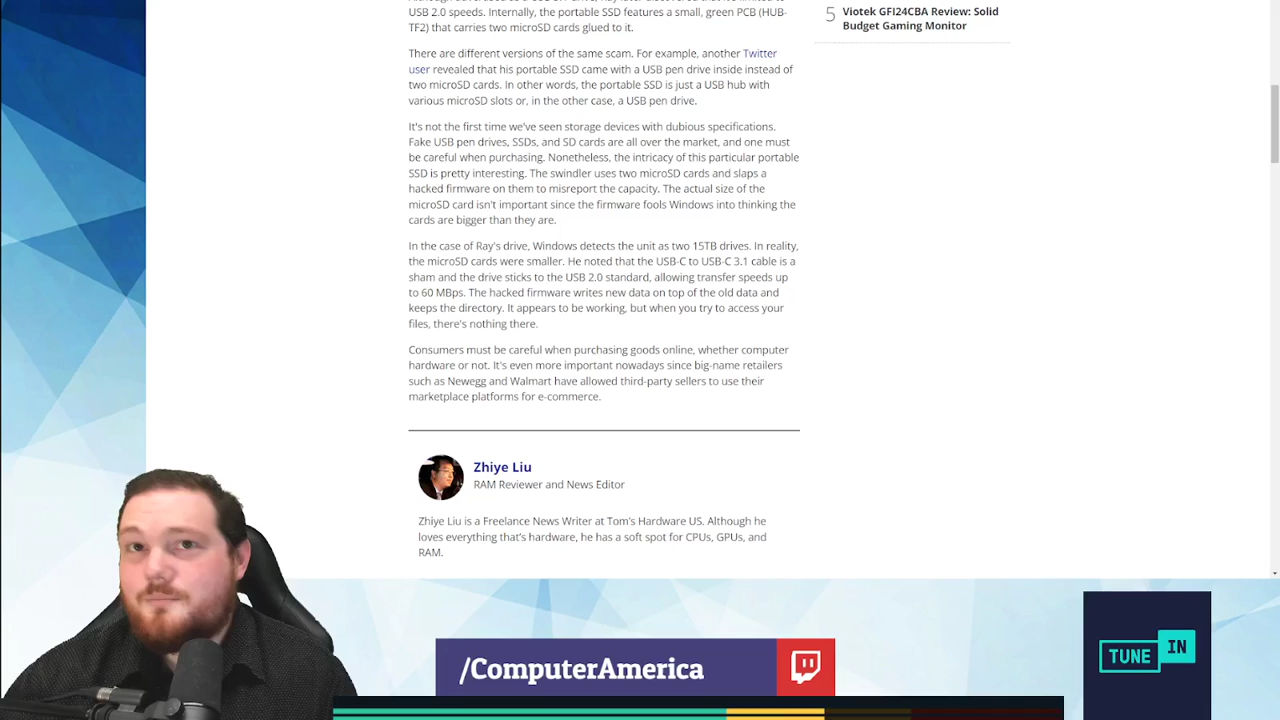 USB 2.0 speeds. Internally, the portable SSD features a small, green PCB (HUB-
TF2) that carries two microSD cards glued to it.
There are different versions of the same scam. For example, another Twitter
user revealed that his portable SSD came with a USB pen drive inside instead of
two microSD cards. In other words, the portable SSD is just a USB hub with
various microSD slots or, in the other case, a USB pen drive.
It's not the first time we've seen storage devices with dubious specifications.
Fake USB pen drives, SSDs, and SD cards are all over the market, and one must
be careful when purchasing. Nonetheless, the intricacy of this particular portable
SSD is pretty interesting. The swindler uses two microSD cards and slaps a
hacked firmware on them to misreport the capacity. The actual size of the
microSD card isn't important since the firmware fools Windows into thinking the
cards are bigger than they are.
In the case of Ray's drive, Windows detects the unit as two 15TB drives. In reality,
the microSD cards were smaller. He noted that the USB-C to USB-C 3.1 cable is a
sham and the drive sticks to the USB 2.0 standard, allowing transfer speeds up
to 60 MBps. The hacked firmware writes new data on top of the old data and
keeps the directory. It appears to be working, but when you try to access your
files, there's nothing there.
Consumers must be careful when purchasing goods online, whether computer
hardware or not. It's even more important nowadays since big-name retailers
such as Newegg and Walmart have allowed third-party sellers to use their
marketplace platforms for e-commerce.
Zhiye Liu
RAM Reviewer and News Editor
Zhiye Liu is a Freelance News Writer at Tom's Hardware US. Although he
loves everything that's hardware, he has a soft spot for CPUs, GPUs, and
RAM.
5 Viotek GFI24CBA Review: Solid
Budget Gaming Monitor
/ComputerAmerica
TUNE IN